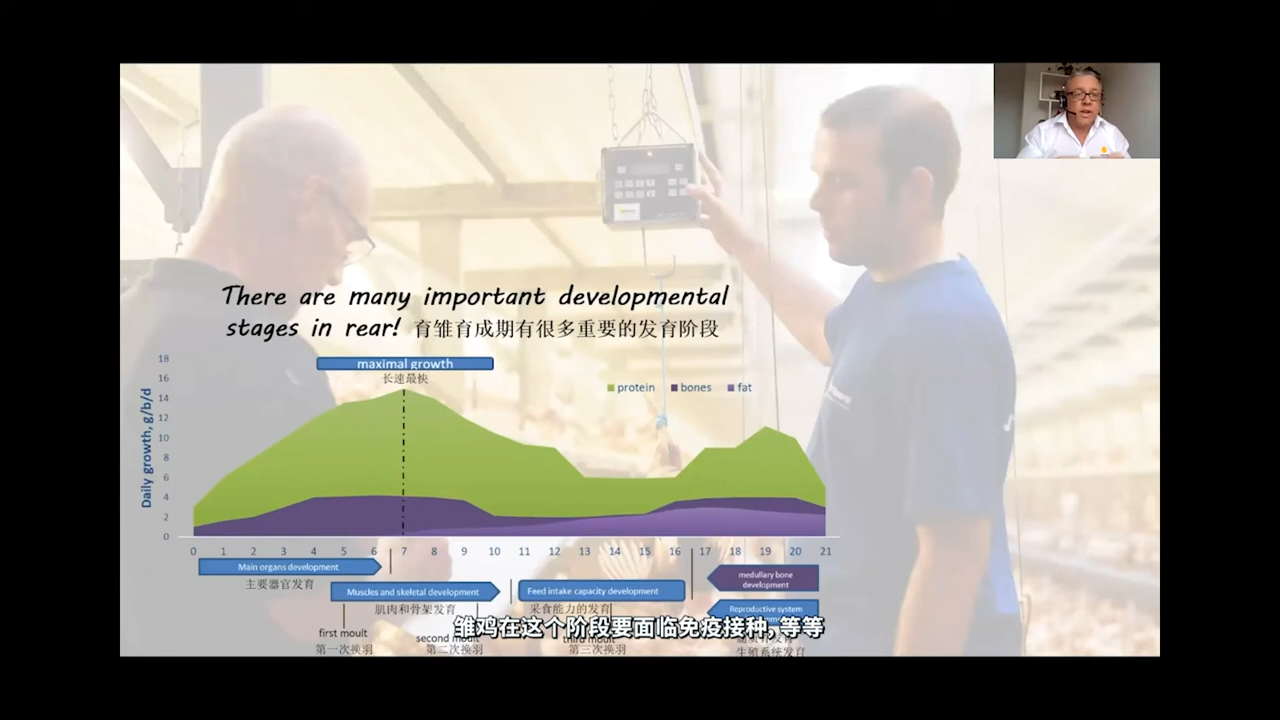 There are many important developmental
stages in rear! 育雏育成期有很多重要的发育阶段
maximal growth
长速最快
protein bones fat
Daily growth, g/b/d
18
16
14
12
10
8
6
4
2
0
0 1 2 3 4 5 6 7 8 9 10 11 12 13 14 15 16 17 18 19 20 21
Main organs development
主要器官发育
Muscles and skeletal development
肌肉和骨架发育
Feed intake capacity development
采食能力的发育
medullary bone
development
Reproductive system
雏鸡在这个阶段要面临免疫接种, 等等
first moult
第一次换羽
second moult
第二次换羽
third moult
第三次换羽
生殖系统发育